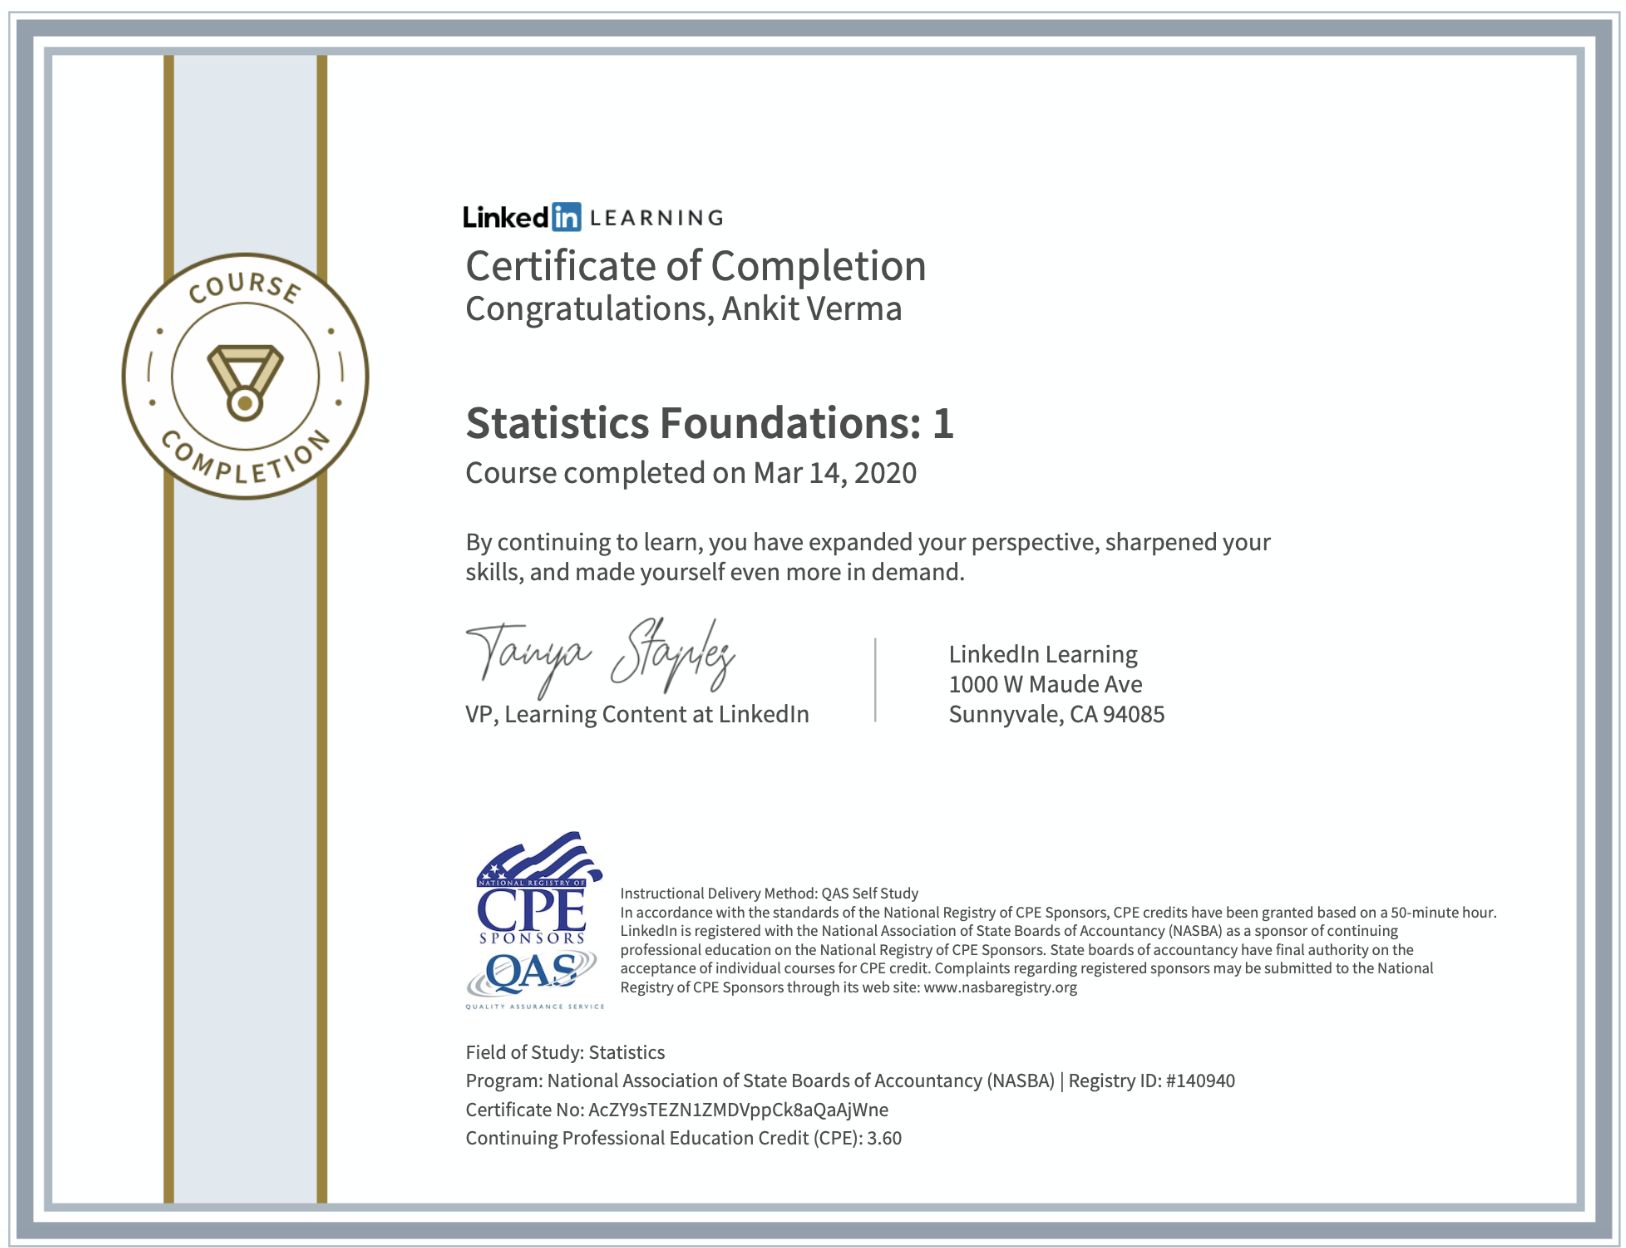 COURSE
COMPLETION
Linked in LEARNING
Certificate of Completion
Congratulations, Ankit Verma
Statistics Foundations: 1
Course completed on Mar 14, 2020
By continuing to learn, you have expanded your perspective, sharpened your
skills, and made yourself even more in demand.
Tanya Staples
VP, Learning Content at LinkedIn
LinkedIn Learning
1000 W Maude Ave
Sunnyvale, CA 94085
NATIONAL REGISTRY OF
CPE
SPONSORS
QAS
QUALITY ASSURANCE SERVICE
Instructional Delivery Method: QAS Self Study
In accordance with the standards of the National Registry of CPE Sponsors, CPE credits have been granted based on a 50-minute hour.
LinkedIn is registered with the National Association of State Boards of Accountancy (NASBA) as a sponsor of continuing
professional education on the National Registry of CPE Sponsors. State boards of accountancy have final authority on the
acceptance of individual courses for CPE credit. Complaints regarding registered sponsors may be submitted to the National
Registry of CPE Sponsors through its web site: www.nasbaregistry.org
Field of Study: Statistics
Program: National Association of State Boards of Accountancy (NASBA) | Registry ID: #140940
Certificate No: AcZY9sTEZN1ZMDVppCk8aQaAjWne
Continuing Professional Education Credit (CPE): 3.60